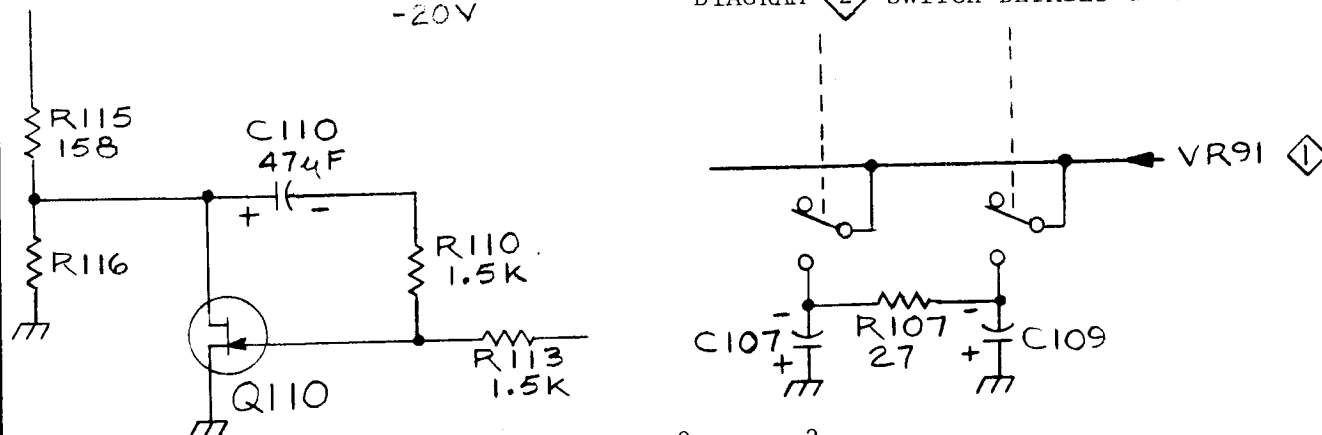 -20V
DIAGRAM 2 SWITCH DETAILS
R115
158
C110
47µF
+ -
R116
R110
1.5K
R113
1.5K
Q110
VR91 1
C107
- +
R107
27
- +
C109